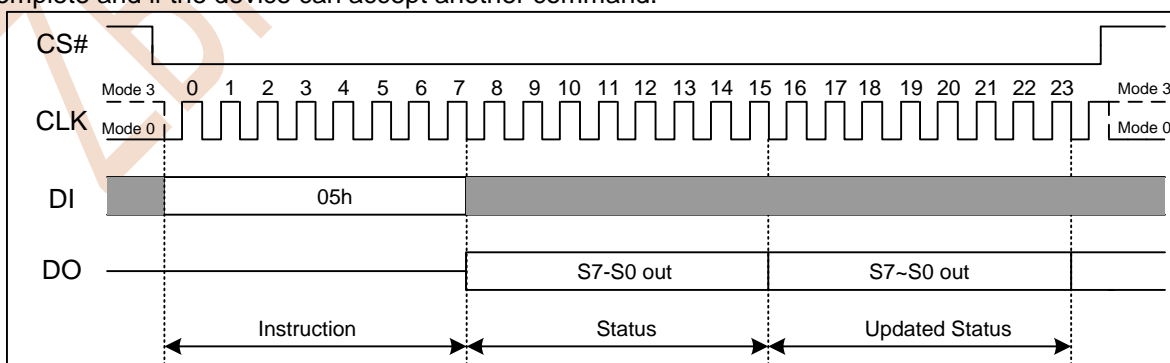 omplete and if the device can accept another command.
CS#
Mode 3 0 1 2 3 4 5 6 7 8 9 10 11 12 13 14 15 16 17 18 19 20 21 22 23 Mode 3
CLK
Mode 0 Mode 0
DI 05h
DO S7-S0 out S7~S0 out
Instruction Status Updated Status